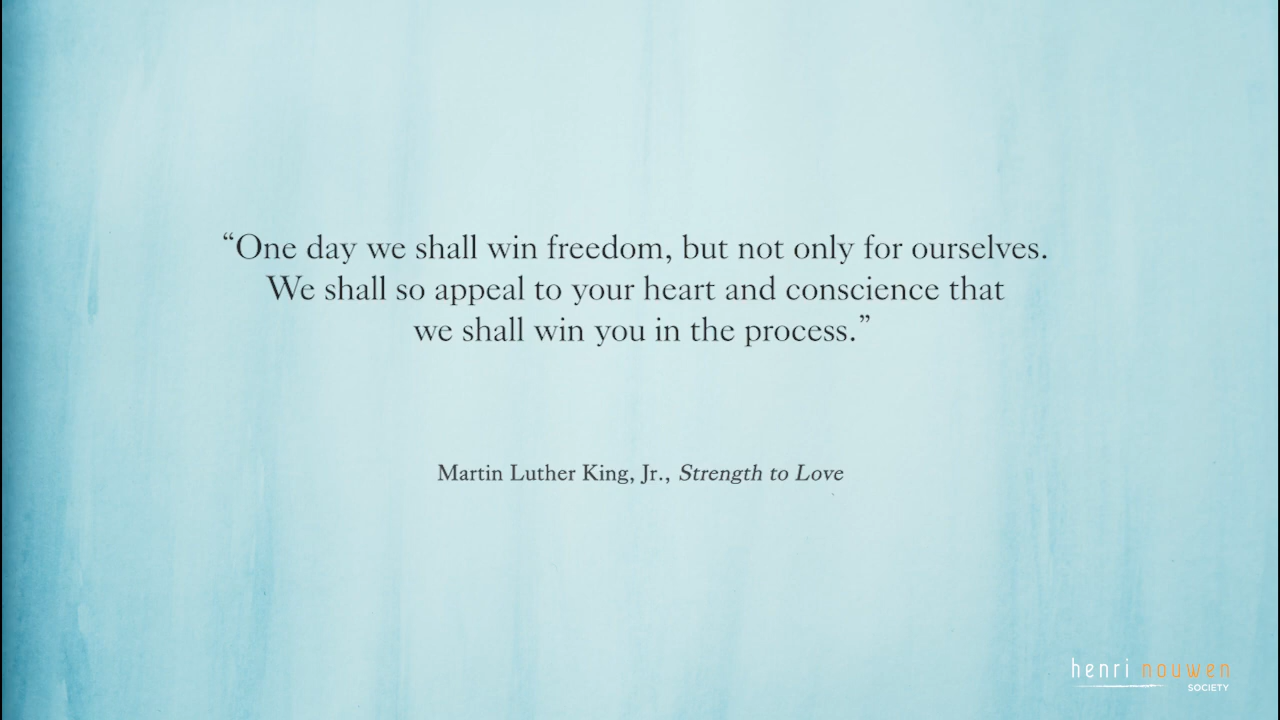 “One day we shall win freedom, but not only for ourselves.
We shall so appeal to your heart and conscience that
we shall win you in the process.”
Martin Luther King, Jr., Strength to Love
henri nouwen
SOCIETY